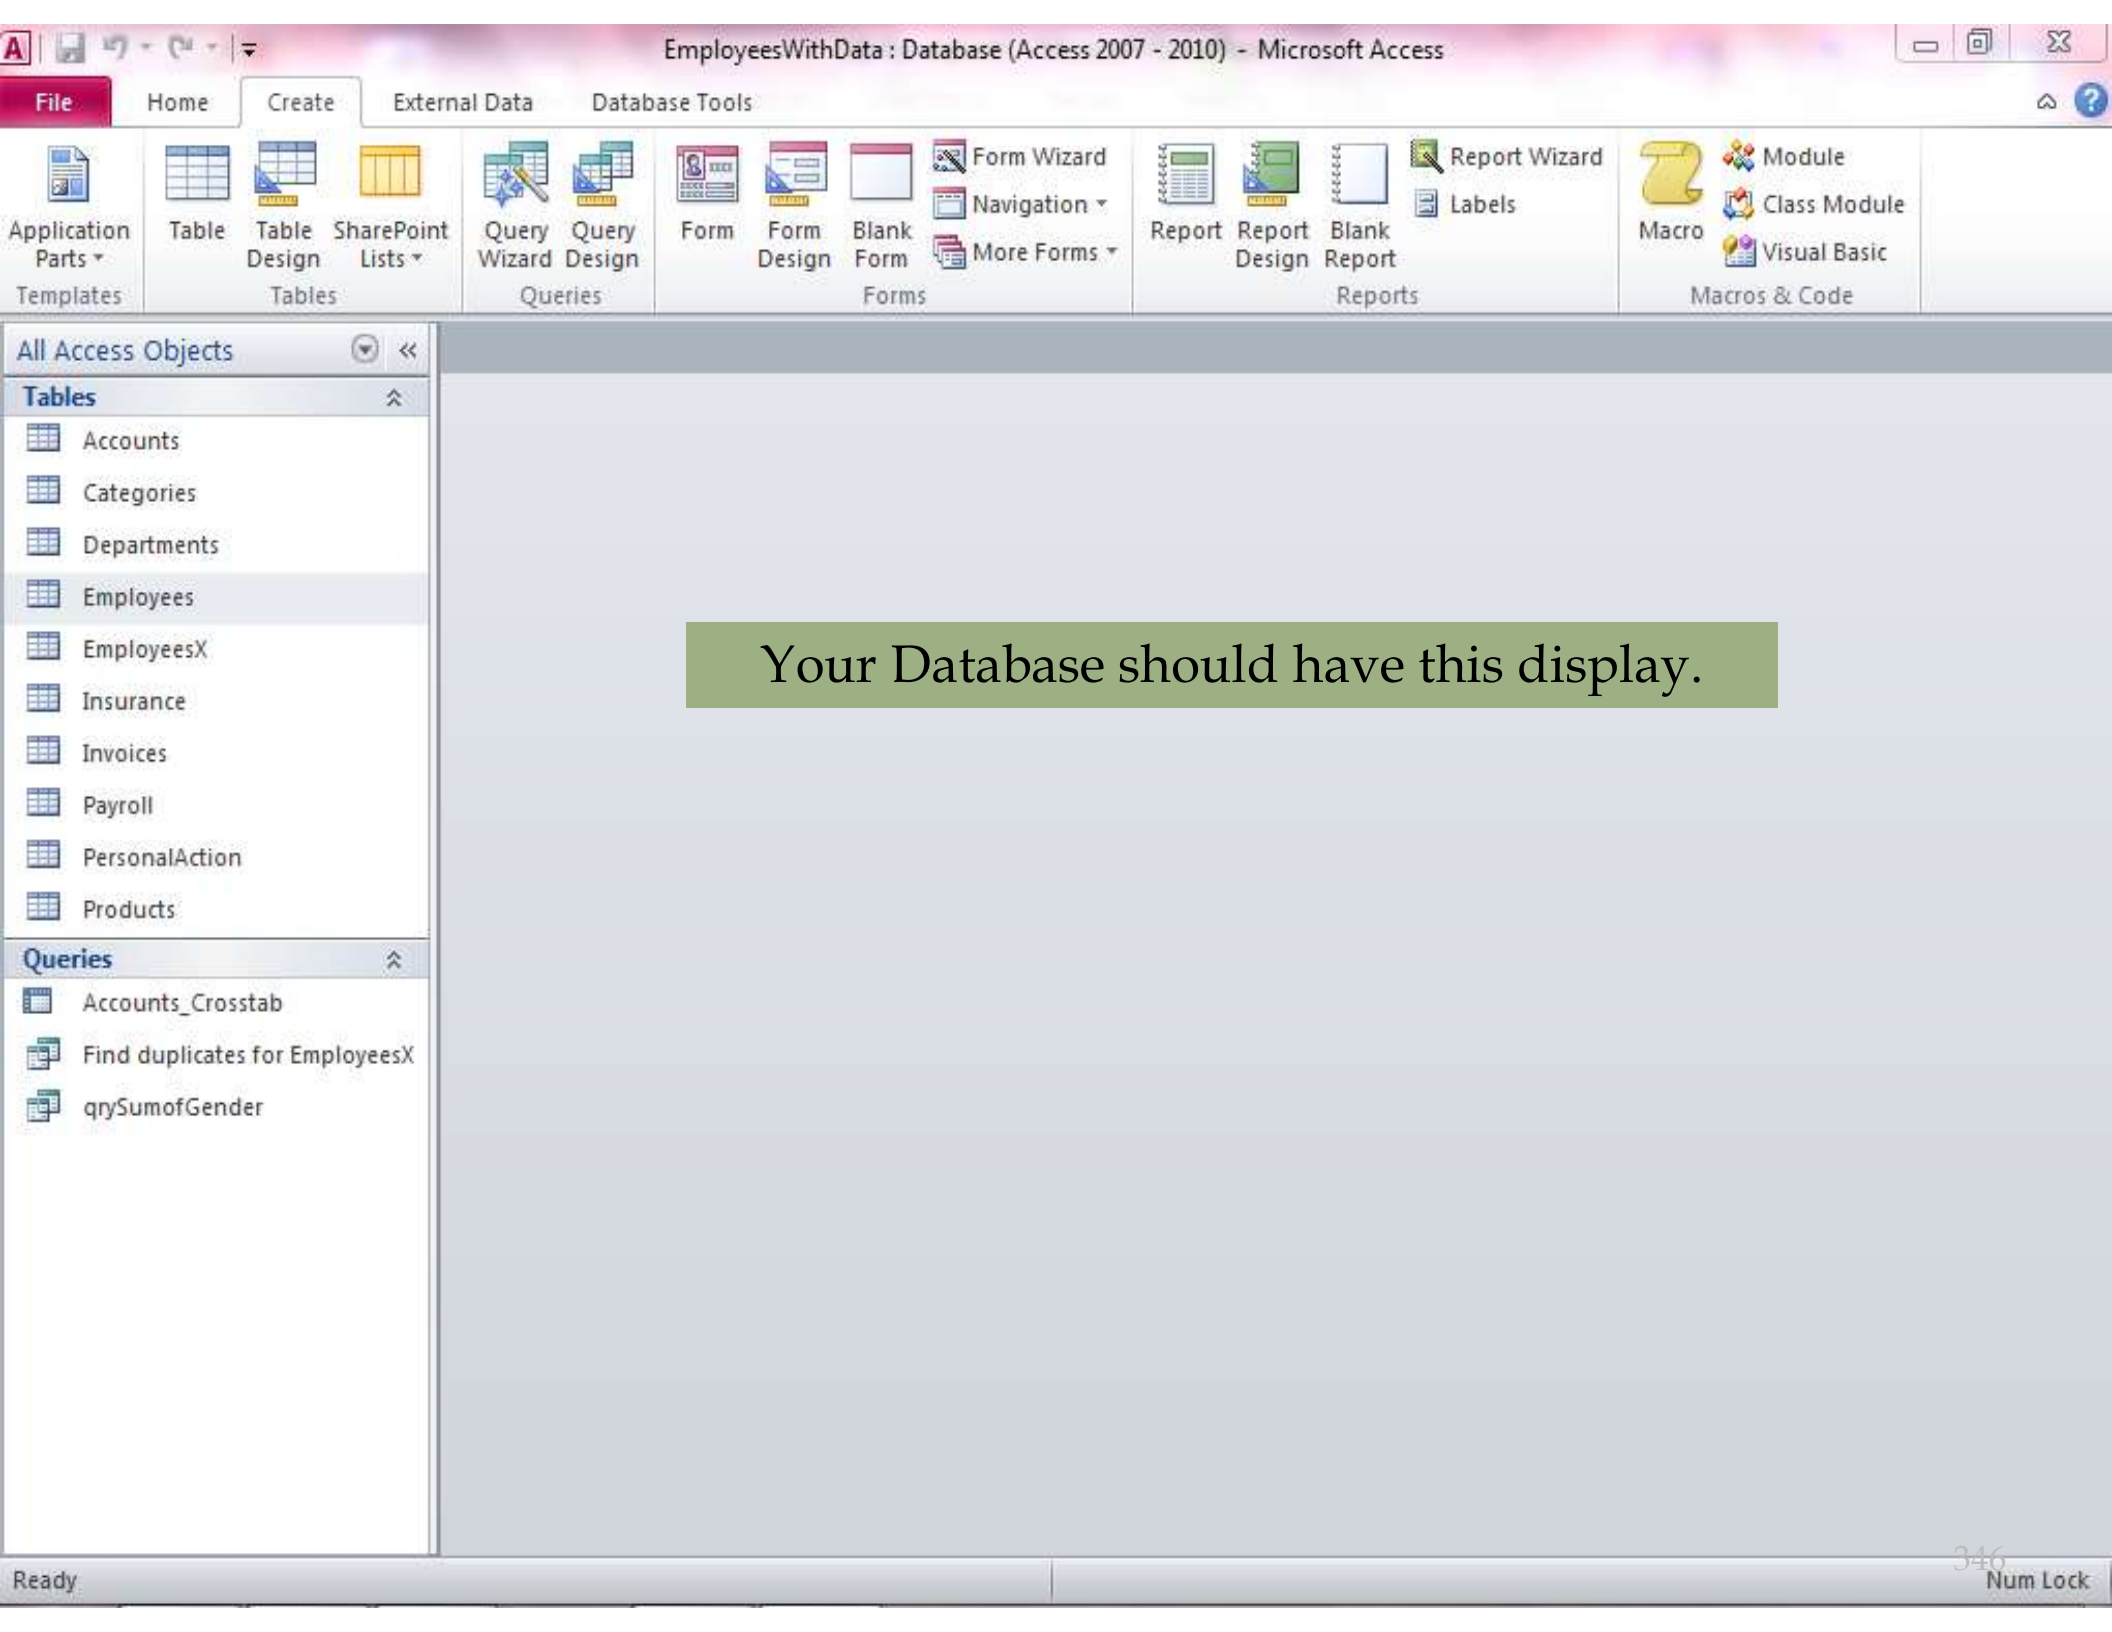 A
EmployeesWithData : Database (Access 2007 - 2010) - Microsoft Access
File Home Create External Data Database Tools
Application Parts
Table
Table Design
SharePoint Lists
Query Wizard
Query Design
Form
Form Design
Blank Form
Form Wizard
Navigation
More Forms
Report
Report Design
Blank Report
Report Wizard
Labels
Macro
Module
Class Module
Visual Basic
Templates Tables Queries Forms Reports Macros & Code
All Access Objects
Tables
Accounts
Categories
Departments
Employees
EmployeesX
Insurance
Invoices
Payroll
PersonalAction
Products
Queries
Accounts_Crosstab
Find duplicates for EmployeesX
qrySumofGender
Your Database should have this display.
346
Ready
Num Lock